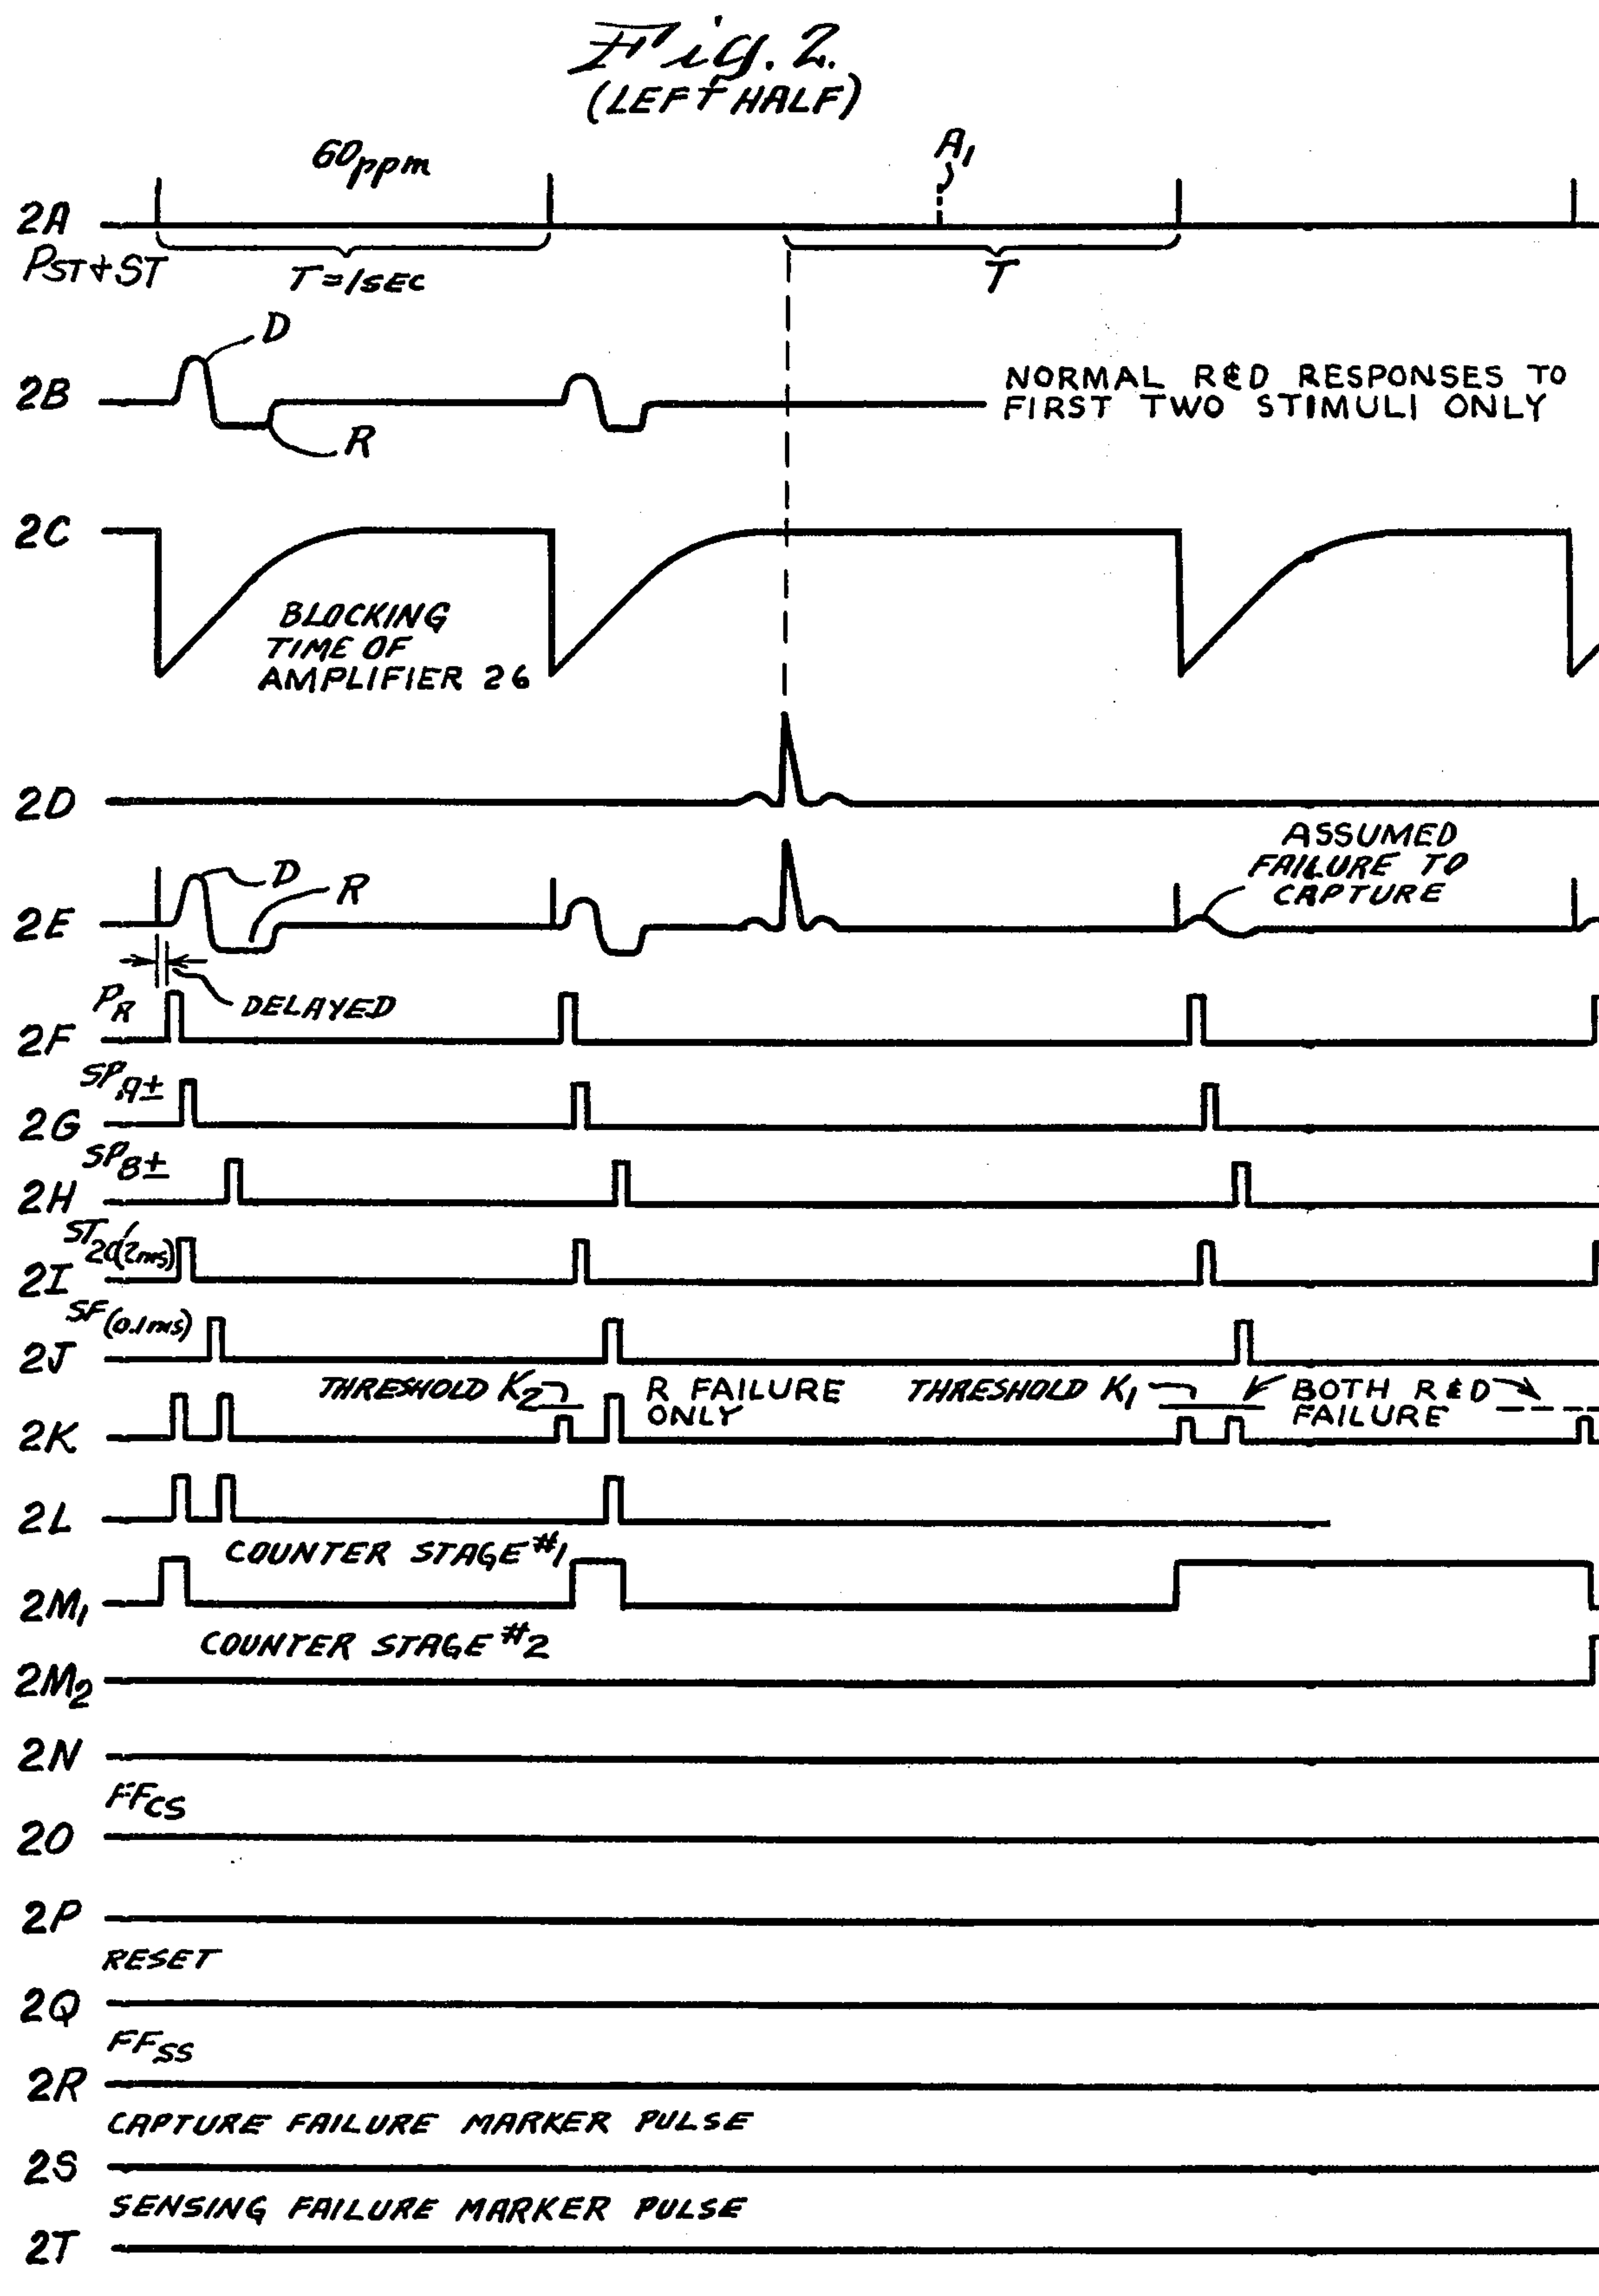 Fig. 2.
(LEFT HALF)
60ppm
A1
2A
PST+ST
T=1SEC
T
D
2B
R
NORMAL R&D RESPONSES TO
FIRST TWO STIMULI ONLY
2C
BLOCKING
TIME OF
AMPLIFIER 26
2D
ASSUMED
FAILURE TO
CAPTURE
D
R
2E
PR
DELAYED
2F
SPA±
2G
SPB±
2H
2I
SF(0.1ms)
2J
THRESHOLD K2
R FAILURE
ONLY
THRESHOLD K1
BOTH R&D
FAILURE
2K
2L
COUNTER STAGE #1
2M1
COUNTER STAGE #2
2M2
2N
FFCS
2O
2P
RESET
2Q
FFSS
2R
CAPTURE FAILURE MARKER PULSE
2S
SENSING FAILURE MARKER PULSE
2T